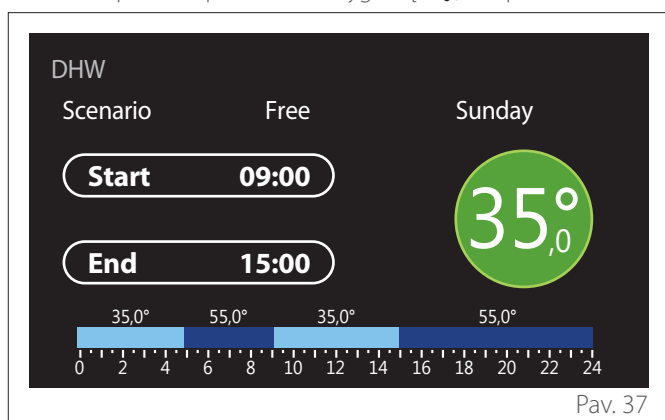 DHW
Scenario Free Sunday
Start 09:00
35,0°
End 15:00
35,0° 55,0° 35,0° 55,0°
0 2 4 6 8 10 12 14 16 18 20 22 24
Pav. 37